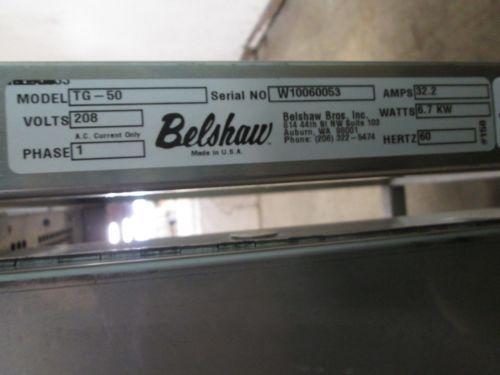 MODEL TG-50 Serial NO W10060053 AMPS 32.2
VOLTS 208 WATTS 6.7 KW
A.C. Current Only
PHASE 1
Belshaw
Made in U.S.A.
Belshaw Bros. Inc.
814 44th St NW Suite 103
Auburn, WA 98001
Phone: (206) 322-5474
HERTZ 60
#158